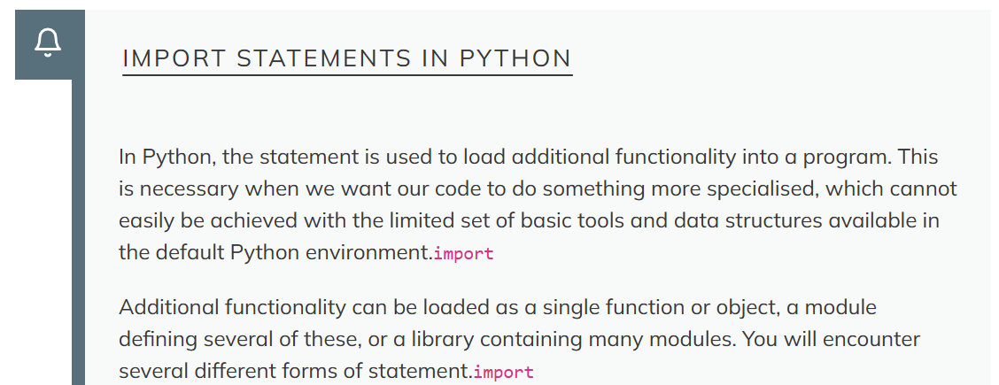 IMPORT STATEMENTS IN PYTHON
In Python, the statement is used to load additional functionality into a program. This
is necessary when we want our code to do something more specialised, which cannot
easily be achieved with the limited set of basic tools and data structures available in
the default Python environment.import
Additional functionality can be loaded as a single function or object, a module
defining several of these, or a library containing many modules. You will encounter
several different forms of statement.import